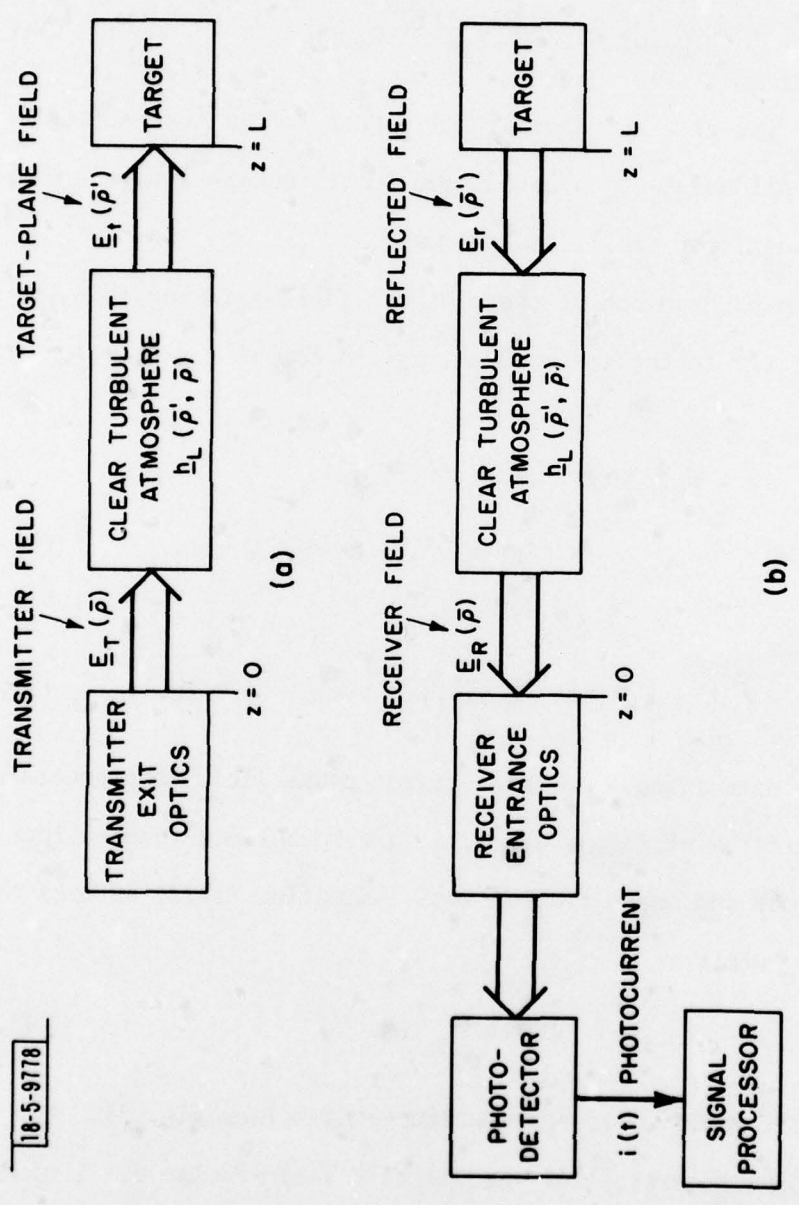 18-5-9778
TRANSMITTER FIELD
TARGET-PLANE FIELD
TRANSMITTER
EXIT
OPTICS
E_T (ρ̄)
CLEAR TURBULENT
ATMOSPHERE
h_L (ρ̄', ρ̄)
E_t (ρ̄')
TARGET
z = 0
z = L
(a)
RECEIVER FIELD
REFLECTED FIELD
PHOTO-
DETECTOR
RECEIVER
ENTRANCE
OPTICS
E_R (ρ̄)
CLEAR TURBULENT
ATMOSPHERE
h_L (ρ̄', ρ̄)
E_r (ρ̄')
TARGET
z = 0
z = L
i (t) PHOTOCURRENT
SIGNAL
PROCESSOR
(b)